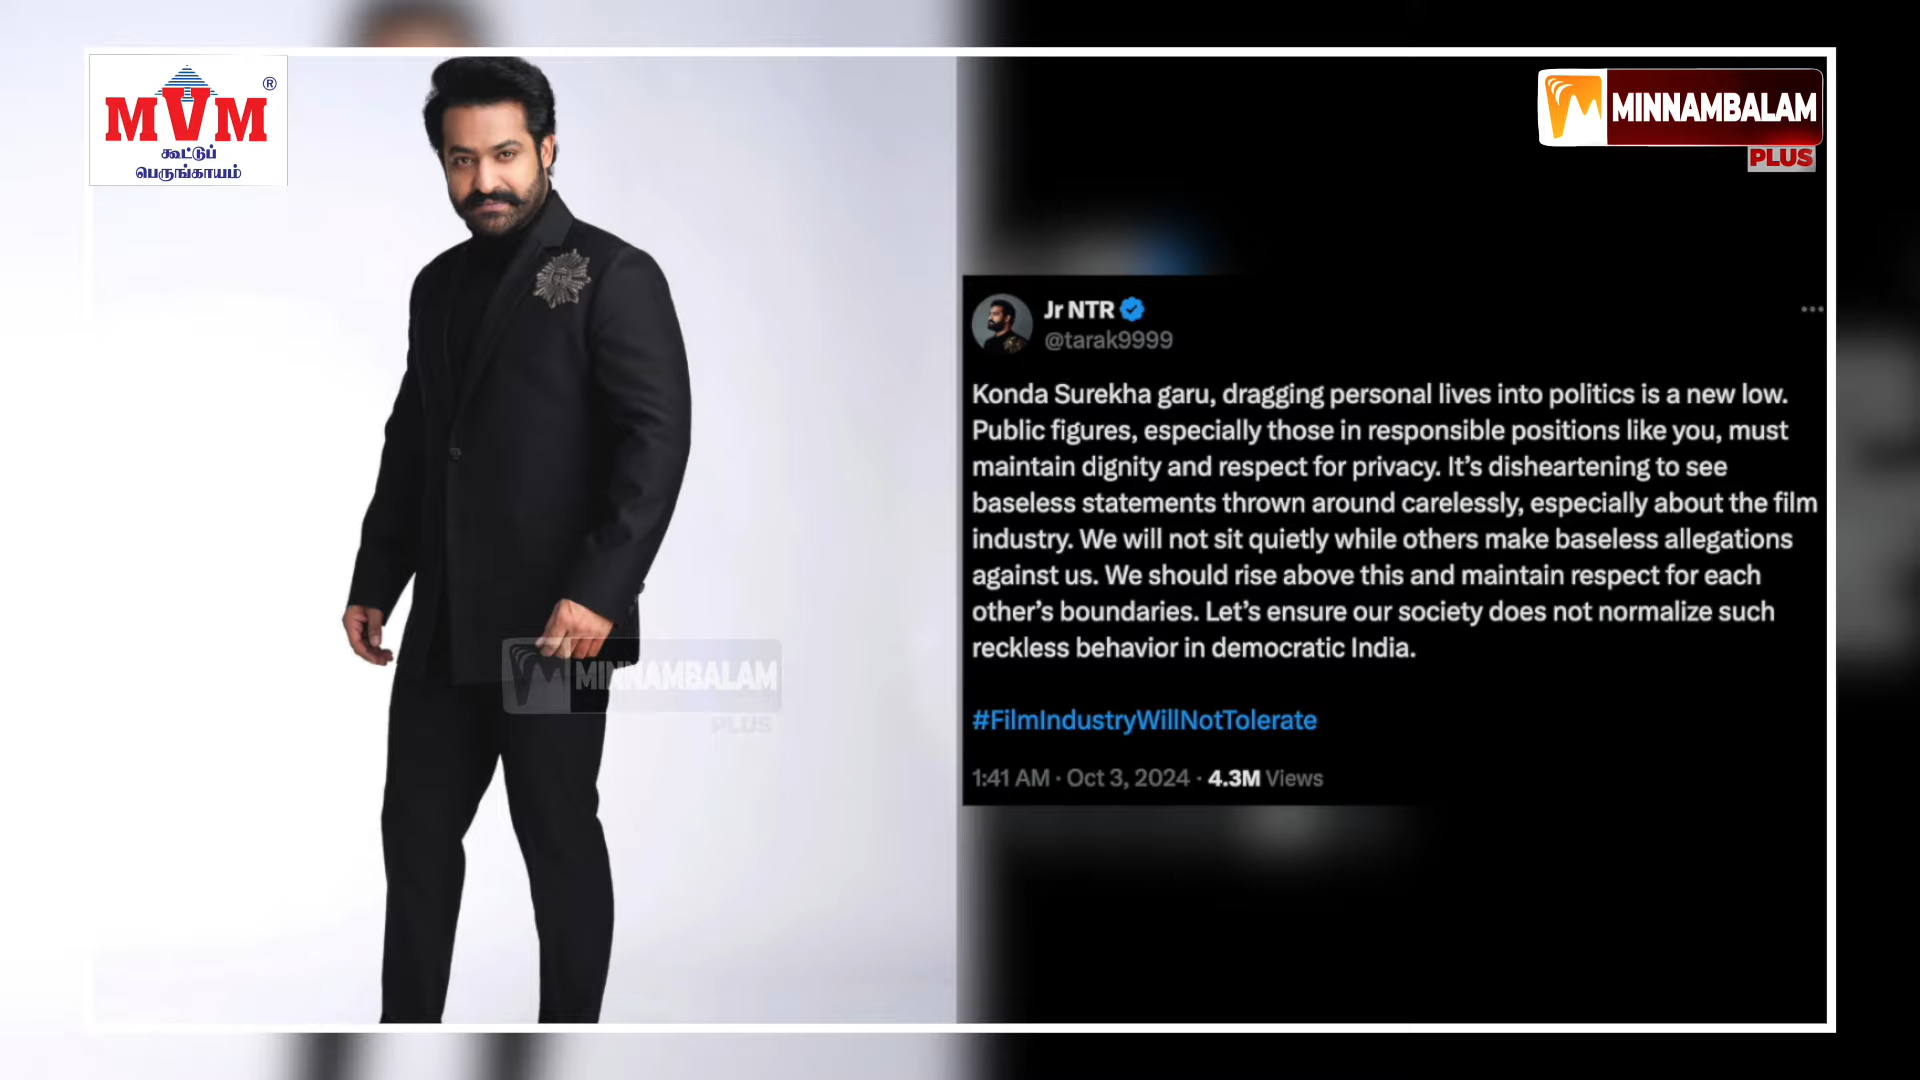 MVM
®
கூட்டுப்
பெருங்காயம்
MINNAMBALAM
PLUS
Jr NTR
@tarak9999
Konda Surekha garu, dragging personal lives into politics is a new low.
Public figures, especially those in responsible positions like you, must
maintain dignity and respect for privacy. It’s disheartening to see
baseless statements thrown around carelessly, especially about the film
industry. We will not sit quietly while others make baseless allegations
against us. We should rise above this and maintain respect for each
other’s boundaries. Let’s ensure our society does not normalize such
reckless behavior in democratic India.
#FilmIndustryWillNotTolerate
1:41 AM · Oct 3, 2024 · 4.3M Views
MINNAMBALAM
PLUS